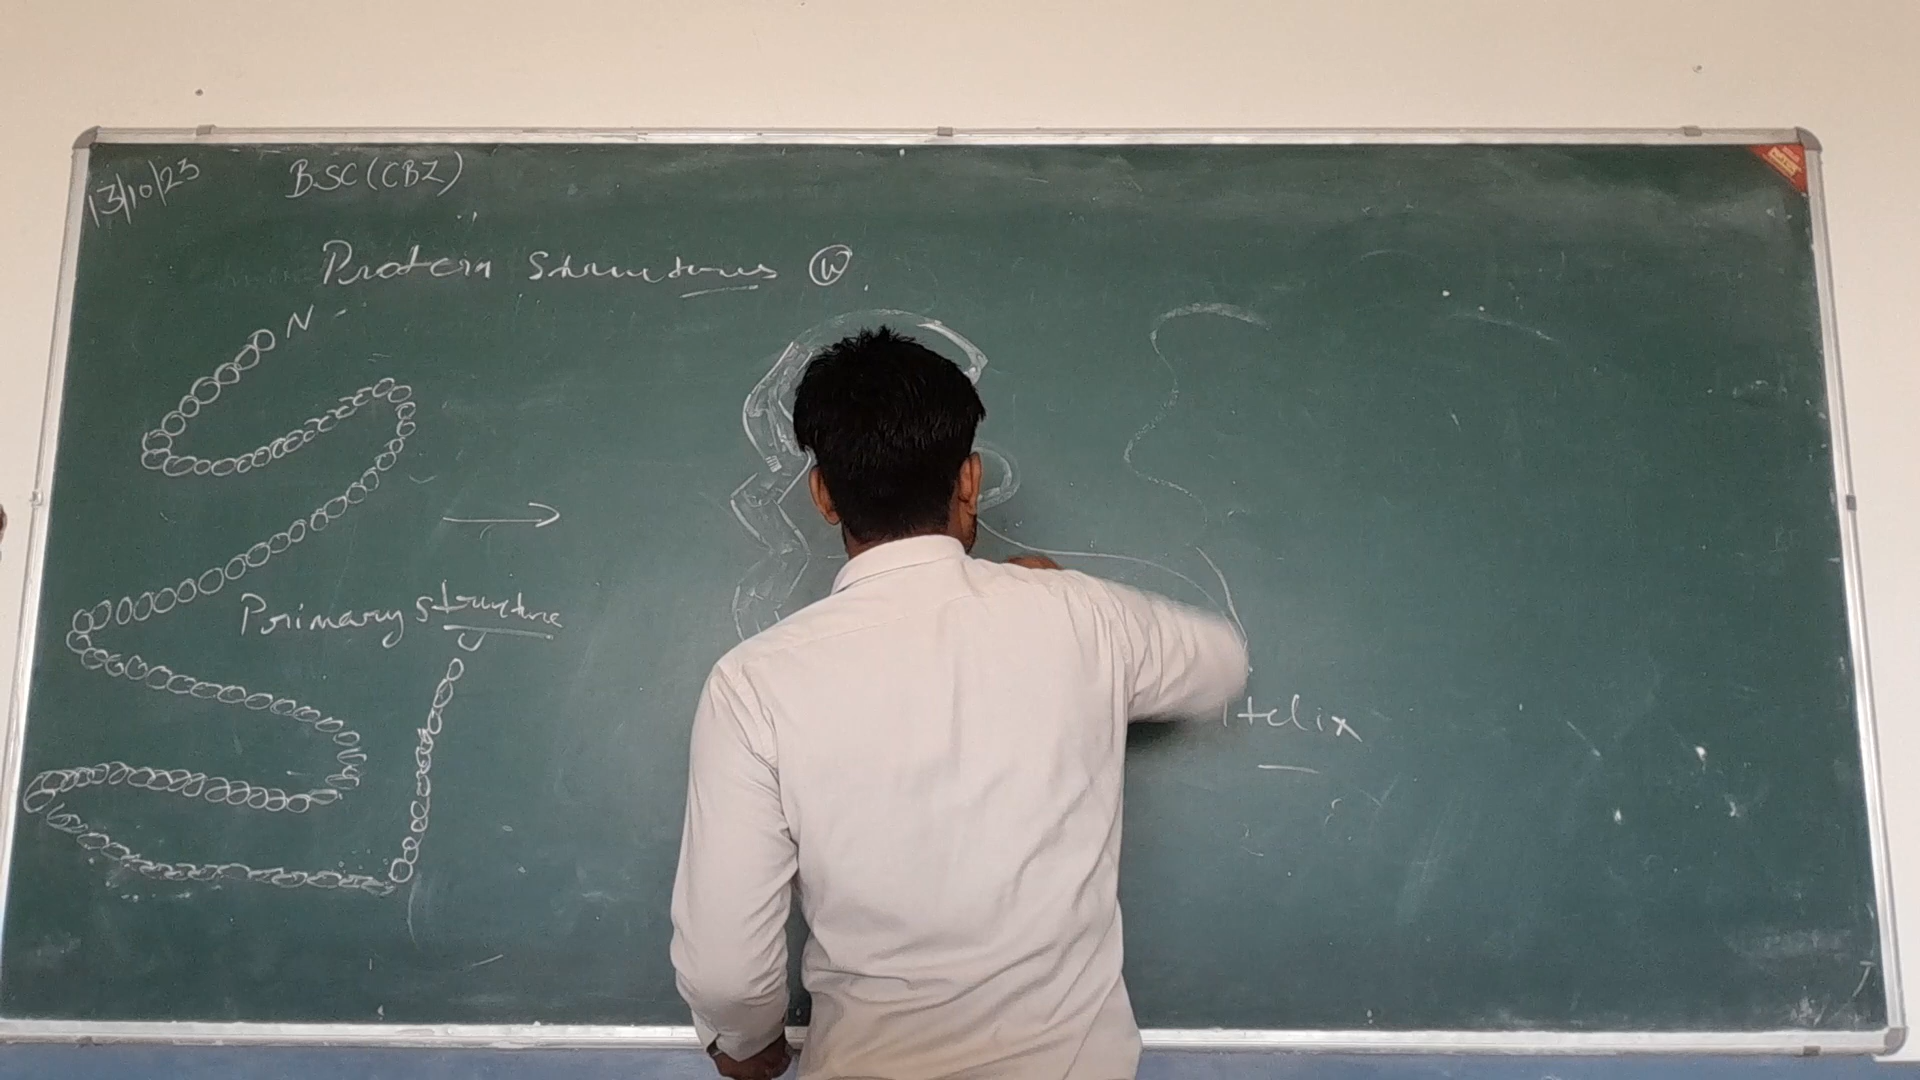 13/10/23
BSC (CBZ)
Protein Structures
N -
Primary structure
Helix